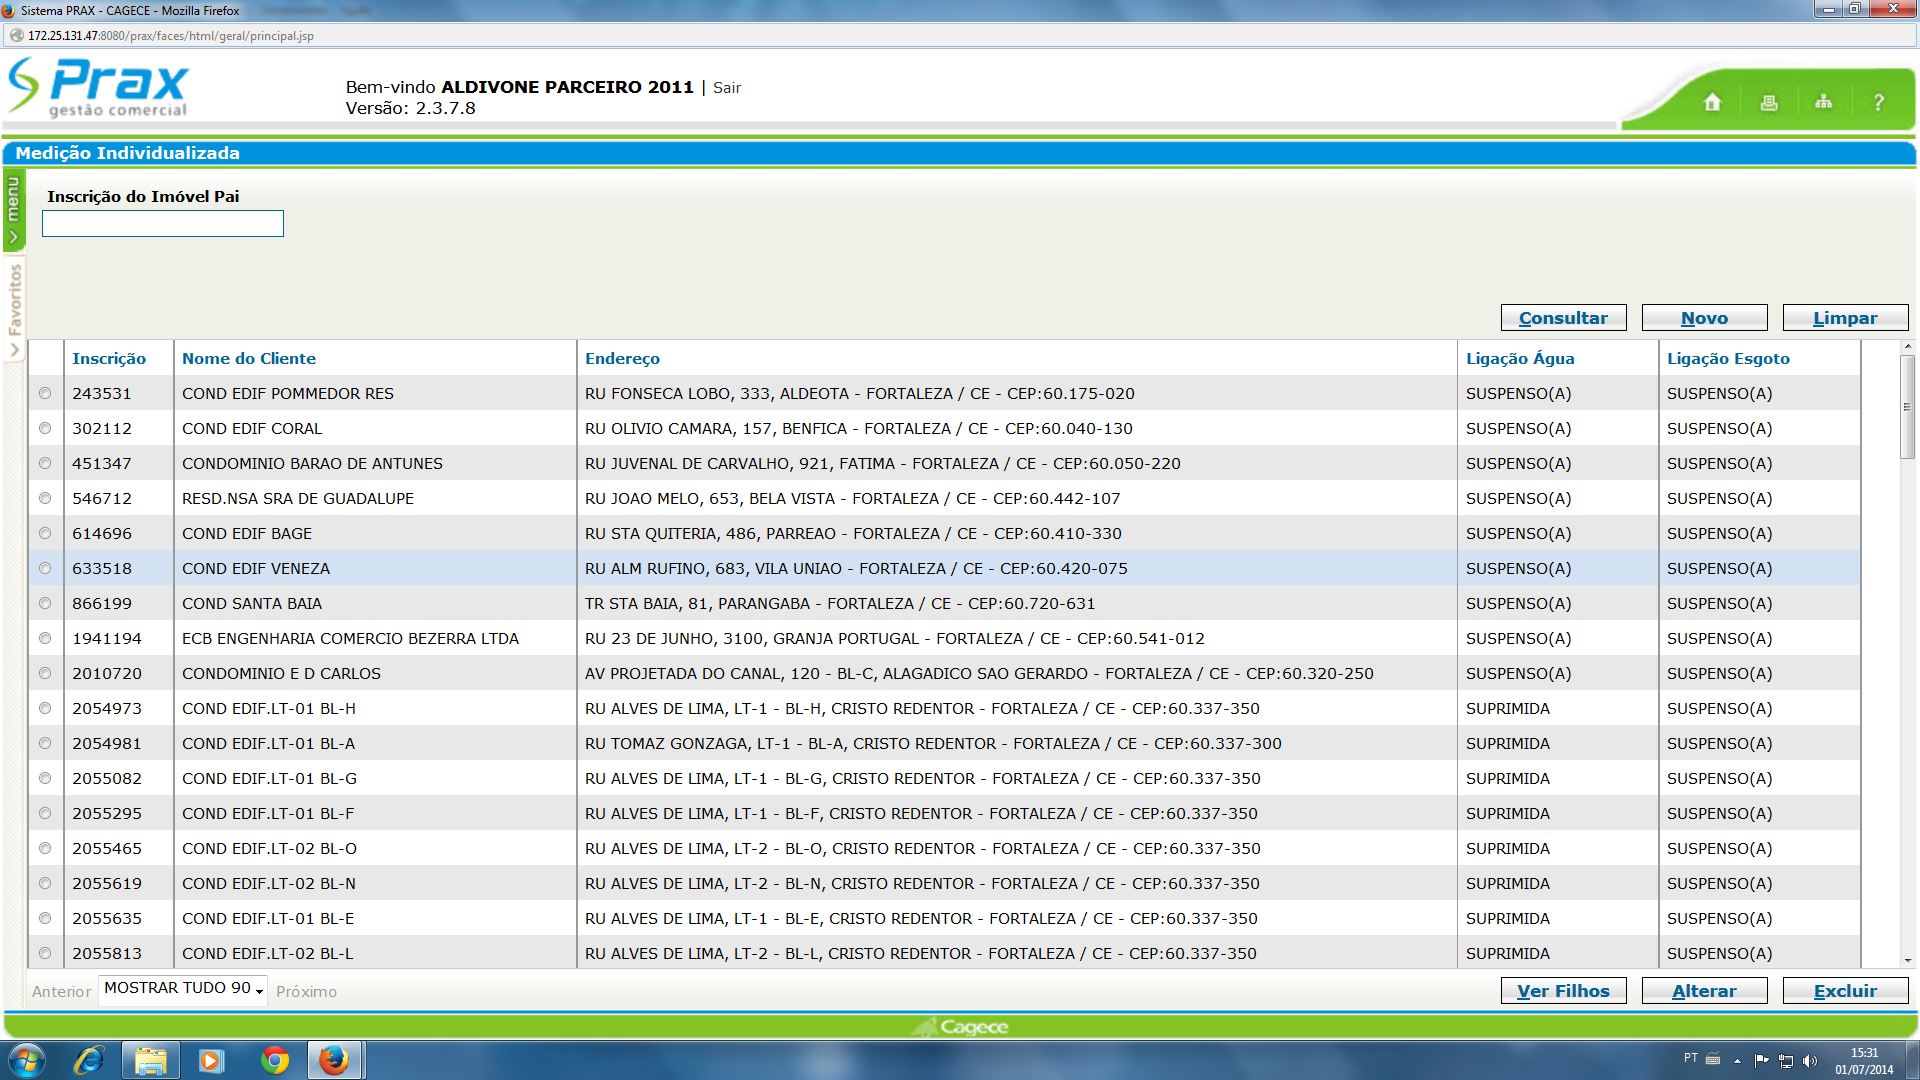 Sistema PRAX - CAGECE - Mozilla Firefox
172.25.131.47:8080/prax/faces/html/geral/principal.jsp
Prax
gestão comercial
Bem-vindo ALDIVONE PARCEIRO 2011 | Sair
Versão: 2.3.7.8
?
Medição Individualizada
menu
Favoritos
Inscrição do Imóvel Pai
Consultar Novo Limpar
Inscrição Nome do Cliente Endereço Ligação Água Ligação Esgoto
243531 COND EDIF POMMEDOR RES RU FONSECA LOBO, 333, ALDEOTA - FORTALEZA / CE - CEP:60.175-020 SUSPENSO(A) SUSPENSO(A)
302112 COND EDIF CORAL RU OLIVIO CAMARA, 157, BENFICA - FORTALEZA / CE - CEP:60.040-130 SUSPENSO(A) SUSPENSO(A)
451347 CONDOMINIO BARAO DE ANTUNES RU JUVENAL DE CARVALHO, 921, FATIMA - FORTALEZA / CE - CEP:60.050-220 SUSPENSO(A) SUSPENSO(A)
546712 RESD.NSA SRA DE GUADALUPE RU JOAO MELO, 653, BELA VISTA - FORTALEZA / CE - CEP:60.442-107 SUSPENSO(A) SUSPENSO(A)
614696 COND EDIF BAGE RU STA QUITERIA, 486, PARREAO - FORTALEZA / CE - CEP:60.410-330 SUSPENSO(A) SUSPENSO(A)
633518 COND EDIF VENEZA RU ALM RUFINO, 683, VILA UNIAO - FORTALEZA / CE - CEP:60.420-075 SUSPENSO(A) SUSPENSO(A)
866199 COND SANTA BAIA TR STA BAIA, 81, PARANGABA - FORTALEZA / CE - CEP:60.720-631 SUSPENSO(A) SUSPENSO(A)
1941194 ECB ENGENHARIA COMERCIO BEZERRA LTDA RU 23 DE JUNHO, 3100, GRANJA PORTUGAL - FORTALEZA / CE - CEP:60.541-012 SUSPENSO(A) SUSPENSO(A)
2010720 CONDOMINIO E D CARLOS AV PROJETADA DO CANAL, 120 - BL-C, ALAGADICO SAO GERARDO - FORTALEZA / CE - CEP:60.320-250 SUSPENSO(A) SUSPENSO(A)
2054973 COND EDIF.LT-01 BL-H RU ALVES DE LIMA, LT-1 - BL-H, CRISTO REDENTOR - FORTALEZA / CE - CEP:60.337-350 SUPRIMIDA SUSPENSO(A)
2054981 COND EDIF.LT-01 BL-A RU TOMAZ GONZAGA, LT-1 - BL-A, CRISTO REDENTOR - FORTALEZA / CE - CEP:60.337-300 SUPRIMIDA SUSPENSO(A)
2055082 COND EDIF.LT-01 BL-G RU ALVES DE LIMA, LT-1 - BL-G, CRISTO REDENTOR - FORTALEZA / CE - CEP:60.337-350 SUPRIMIDA SUSPENSO(A)
2055295 COND EDIF.LT-01 BL-F RU ALVES DE LIMA, LT-1 - BL-F, CRISTO REDENTOR - FORTALEZA / CE - CEP:60.337-350 SUPRIMIDA SUSPENSO(A)
2055465 COND EDIF.LT-02 BL-O RU ALVES DE LIMA, LT-2 - BL-O, CRISTO REDENTOR - FORTALEZA / CE - CEP:60.337-350 SUPRIMIDA SUSPENSO(A)
2055619 COND EDIF.LT-02 BL-N RU ALVES DE LIMA, LT-2 - BL-N, CRISTO REDENTOR - FORTALEZA / CE - CEP:60.337-350 SUPRIMIDA SUSPENSO(A)
2055635 COND EDIF.LT-01 BL-E RU ALVES DE LIMA, LT-1 - BL-E, CRISTO REDENTOR - FORTALEZA / CE - CEP:60.337-350 SUPRIMIDA SUSPENSO(A)
2055813 COND EDIF.LT-02 BL-L RU ALVES DE LIMA, LT-2 - BL-L, CRISTO REDENTOR - FORTALEZA / CE - CEP:60.337-350 SUPRIMIDA SUSPENSO(A)
Anterior MOSTRAR TUDO 90 Próximo
Ver Filhos Alterar Excluir
Cagece
PT
15:31
01/07/2014